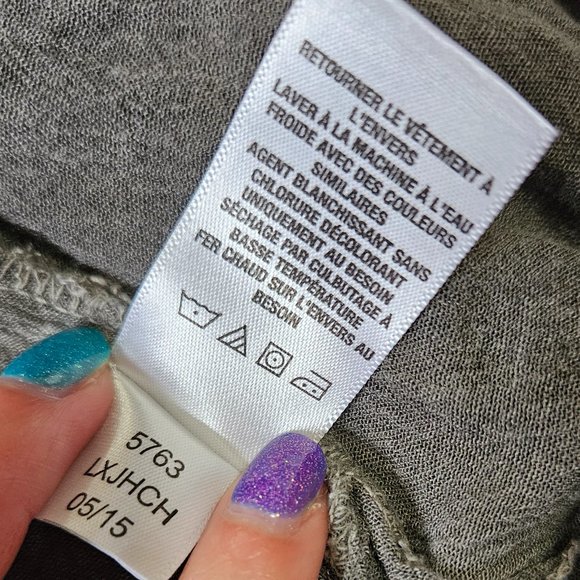 RETOURNER LE VÊTEMENT À
L'ENVERS
LAVER À LA MACHINE À L'EAU
FROIDE AVEC DES COULEURS
SIMILAIRES
AGENT BLANCHISSANT SANS
CHLORURE DÉCOLORANT
UNIQUEMENT AU BESOIN
SÉCHAGE PAR CULBUTAGE À
BASSE TEMPÉRATURE
FER CHAUD SUR L'ENVERS AU
BESOIN
5763
LXJHCH
05/15